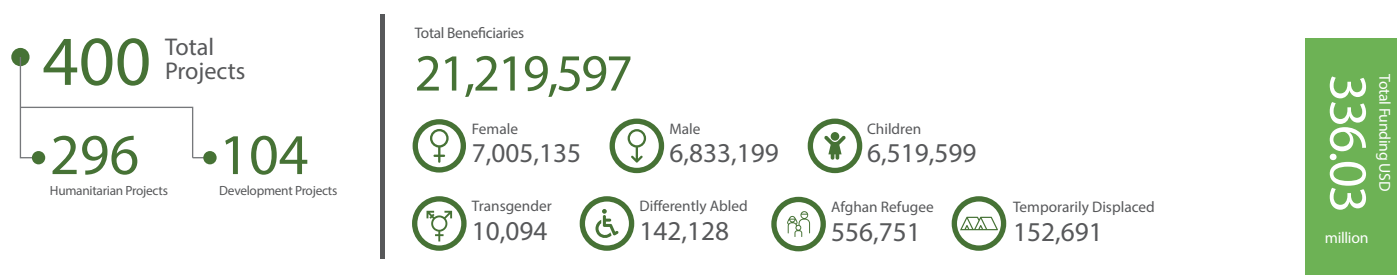 400
Total
Projects
296
Humanitarian Projects
104
Development Projects
Total Beneficiaries
21,219,597
Female
7,005,135
Male
6,833,199
Children
6,519,599
Transgender
10,094
Differently Abled
142,128
Afghan Refugee
556,751
Temporarily Displaced
152,691
Total Funding USD
336.03
million